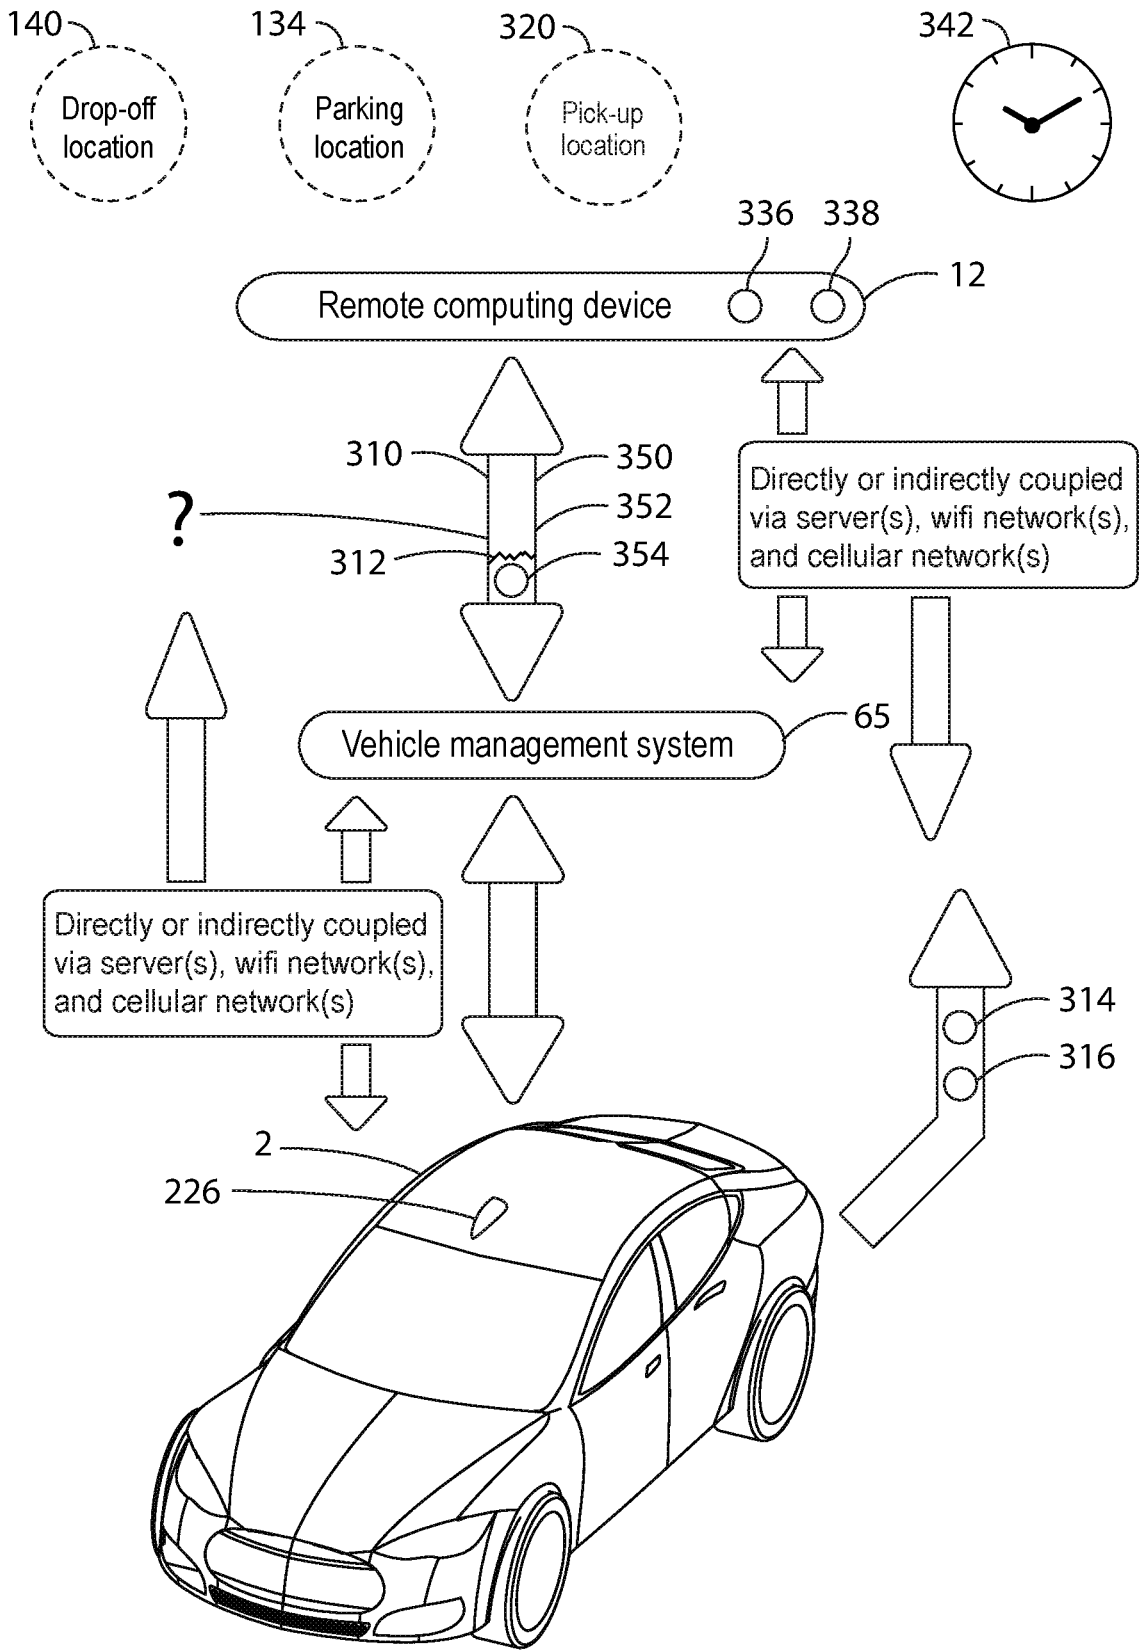 140
134
320
342
Drop-off
location
Parking
location
Pick-up
location
336
338
12
Remote computing device
310
350
352
?
312
354
Directly or indirectly coupled
via server(s), wifi network(s),
and cellular network(s)
65
Vehicle management system
Directly or indirectly coupled
via server(s), wifi network(s),
and cellular network(s)
314
316
2
226